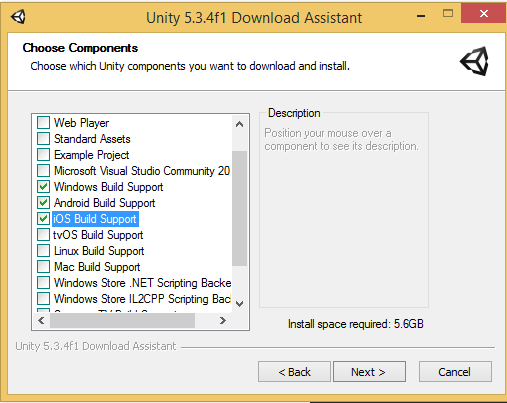 Unity 5.3.4f1 Download Assistant
Choose Components
Choose which Unity components you want to download and install.
Web Player
Standard Assets
Example Project
Microsoft Visual Studio Community 20
Windows Build Support
Android Build Support
iOS Build Support
tvOS Build Support
Linux Build Support
Mac Build Support
Windows Store .NET Scripting Backe
Windows Store IL2CPP Scripting Bac
Description
Position your mouse over a
component to see its description.
Install space required: 5.6GB
Unity 5.3.4f1 Download Assistant
< Back
Next >
Cancel